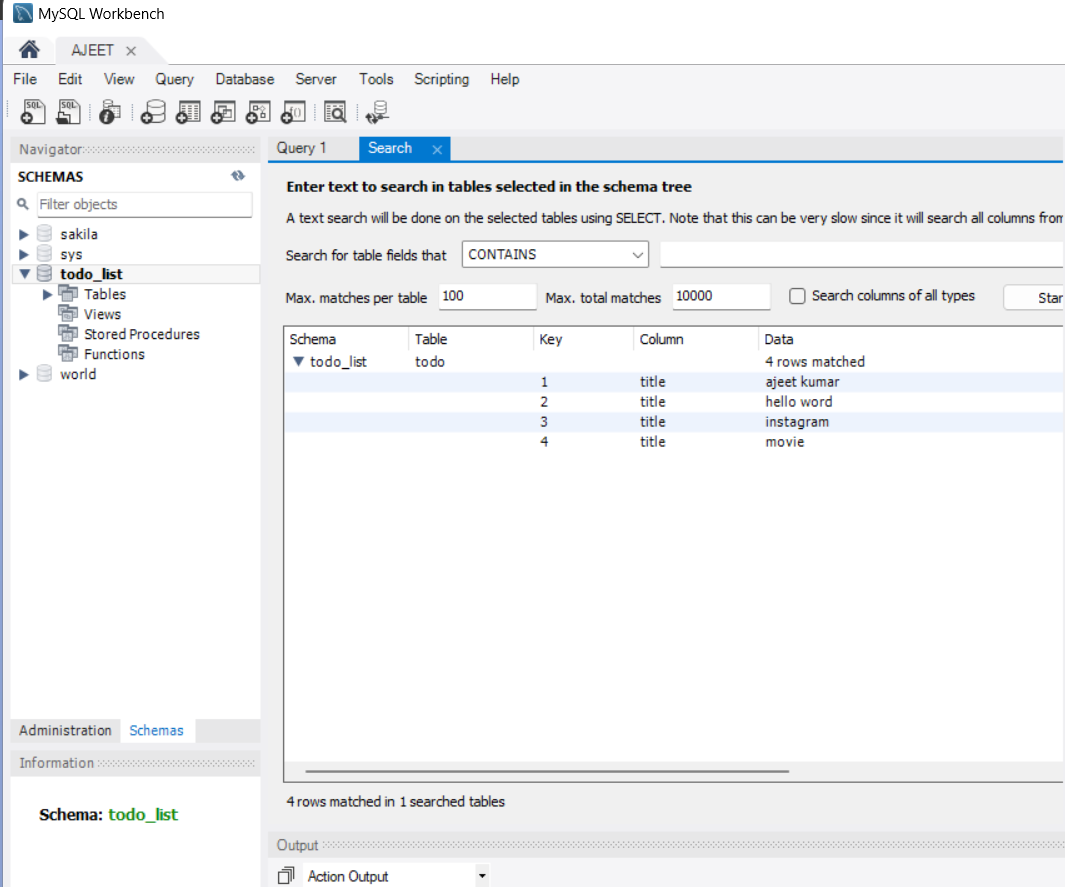 MySQL Workbench
AJEET
File Edit View Query Database Server Tools Scripting Help
Navigator
SCHEMAS
Filter objects
sakila
sys
todo_list
Tables
Views
Stored Procedures
Functions
world
Administration Schemas
Information
Schema: todo_list
Query 1 Search
Enter text to search in tables selected in the schema tree
A text search will be done on the selected tables using SELECT. Note that this can be very slow since it will search all columns from
Search for table fields that CONTAINS
Max. matches per table 100 Max. total matches 10000 Search columns of all types Star
Schema Table Key Column Data
todo_list todo 4 rows matched
1 title ajeet kumar
2 title hello word
3 title instagram
4 title movie
4 rows matched in 1 searched tables
Output
Action Output